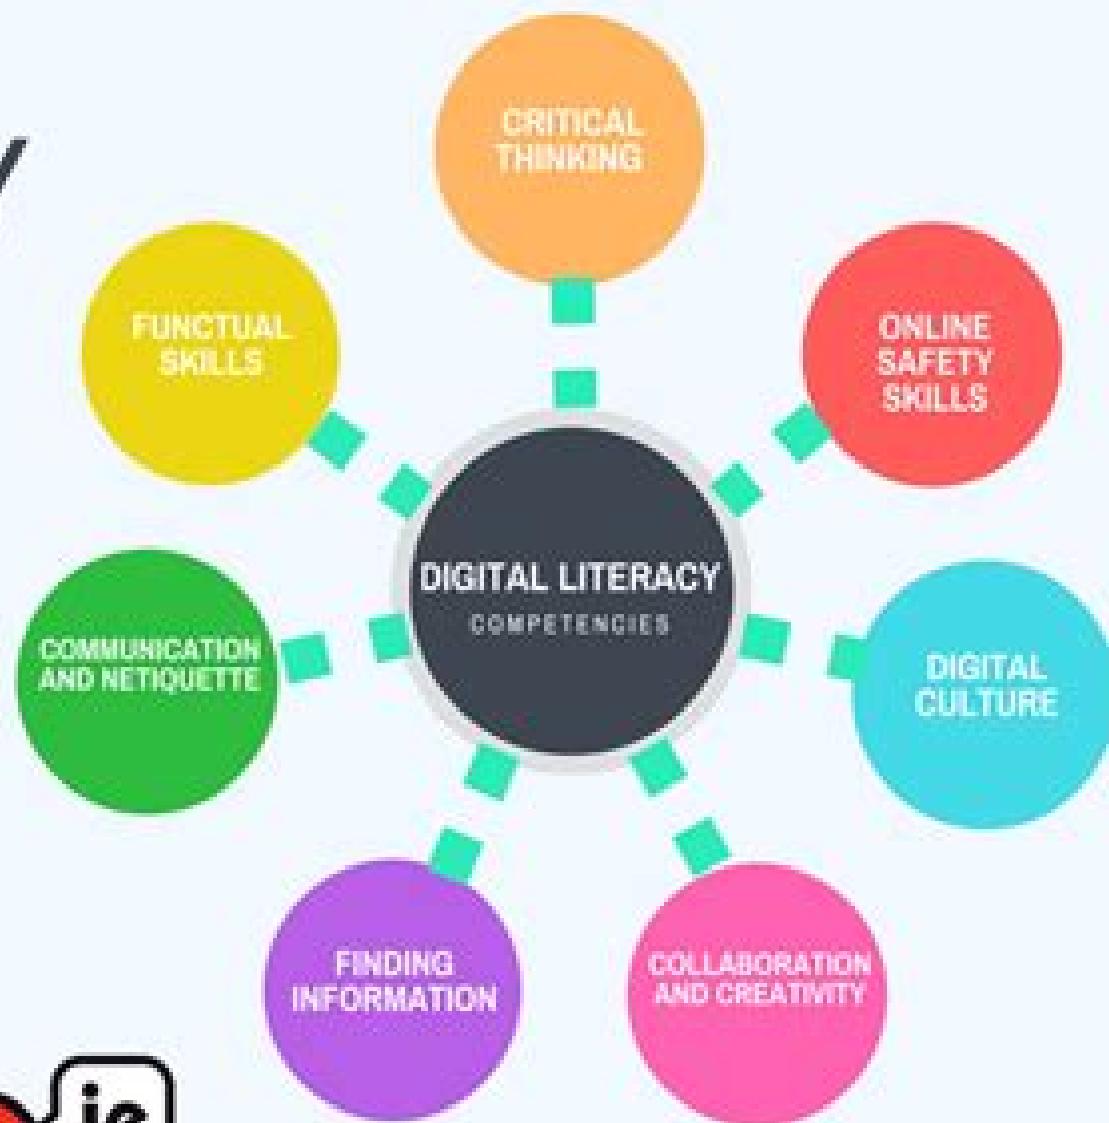 CRITICAL
THINKING
FUNCTUAL
SKILLS
ONLINE
SAFETY
SKILLS
DIGITAL LITERACY
COMPETENCIES
COMMUNICATION
AND NETIQUETTE
DIGITAL
CULTURE
FINDING
INFORMATION
COLLABORATION
AND CREATIVITY